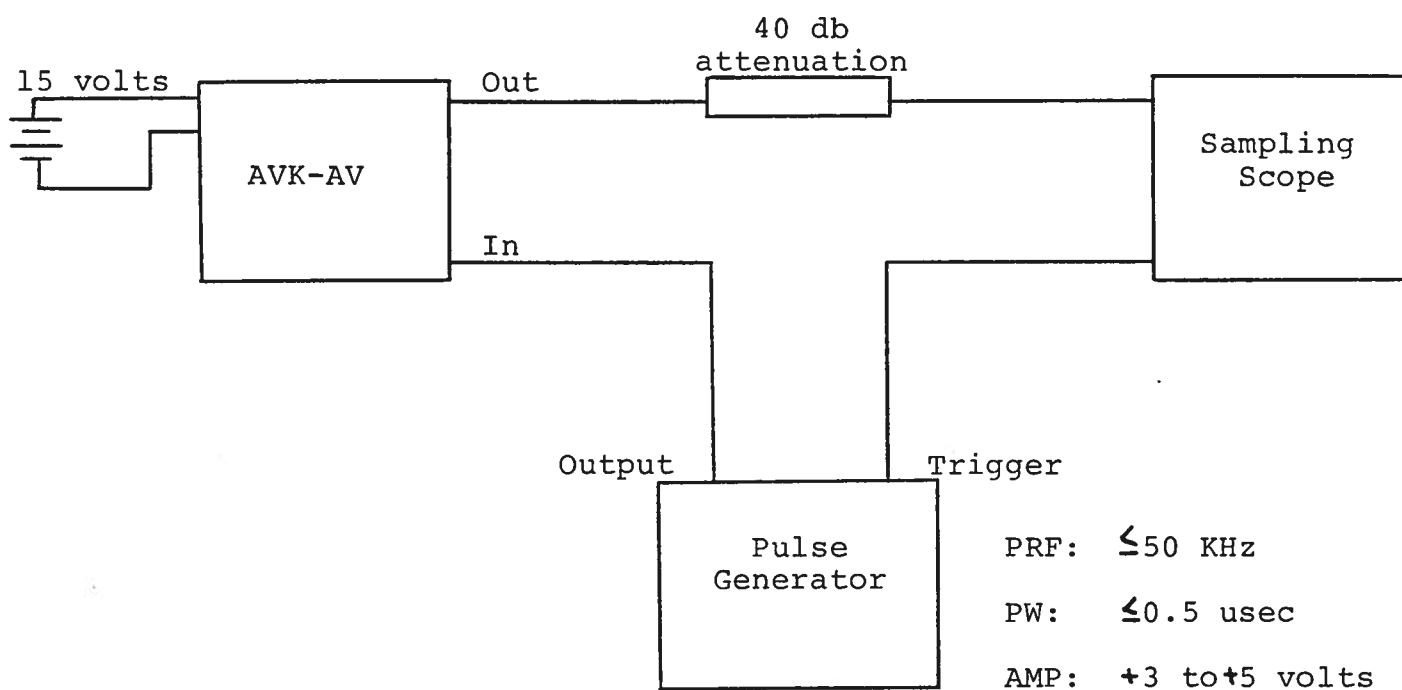 40 db
attenuation
15 volts
Out
AVK-AV
Sampling
Scope
In
Output
Trigger
Pulse
Generator
PRF: ≤50 KHz
PW: ≤0.5 usec
AMP: +3 to+5 volts